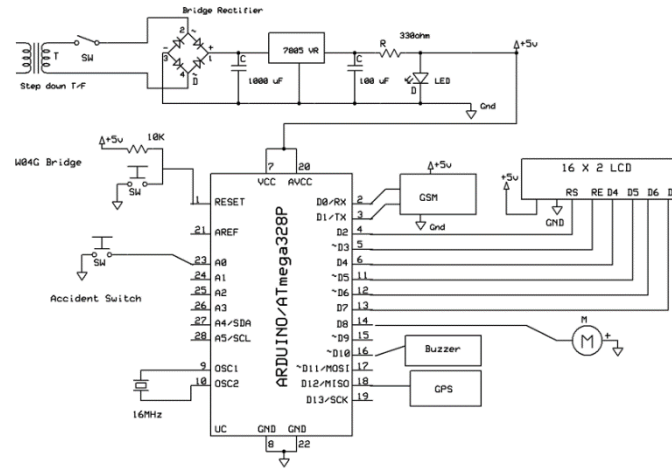 Bridge Rectifier
2
~
-
+
3
1
4
~
D
T
SW
Step down T/F
C
1000 uF
7805 VR
C
100 uF
330ohm
R
D
LED
+5v
Gnd
W04G Bridge
+5v
10K
SW
SW
Accident Switch
7
20
VCC
AVCC
1
RESET
21
AREF
23
A0
24
A1
25
A2
26
A3
27
A4/SDA
28
A5/SCL
9
OSC1
10
OSC2
16MHz
UC
GND
GND
8
22
ARDUINO/ATmega328P
D0/RX
2
D1/TX
3
D2
4
~D3
5
D4
6
~D5
11
~D6
12
D7
13
D8
14
~D9
15
~D10
16
~D11/MOSI
17
D12/MISO
18
D13/SCK
19
+5v
GSM
Gnd
+5v
16 X 2 LCD
RS
RE
D4
D5
D6
GND
M
M
+
Buzzer
GPS